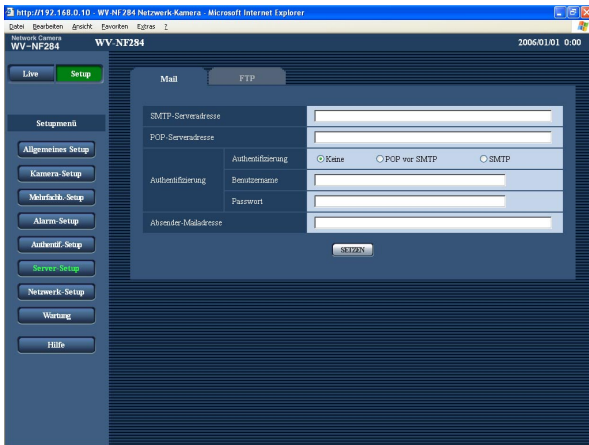 http://192.168.0.10 - WV-NF284 Netzwerk-Kamera - Microsoft Internet Explorer
Datei Bearbeiten Ansicht Favoriten Extras ?
Network Camera
WV-NF284
WV-NF284
2006/01/01 0:00
Live
Setup
Mail
FTP
Setupmenü
Allgemeines Setup
Kamera-Setup
Mehrfachb.-Setup
Alarm-Setup
Authentif.-Setup
Server-Setup
Netzwerk-Setup
Wartung
Hilfe
SMTP-Serveradresse
POP-Serveradresse
Authentifizierung
Authentifizierung
Keine
POP vor SMTP
SMTP
Benutzername
Passwort
Absender-Mailadresse
SETZEN